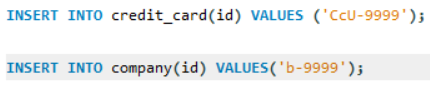 INSERT INTO credit_card(id) VALUES ('CcU-9999');
INSERT INTO company(id) VALUES('b-9999');